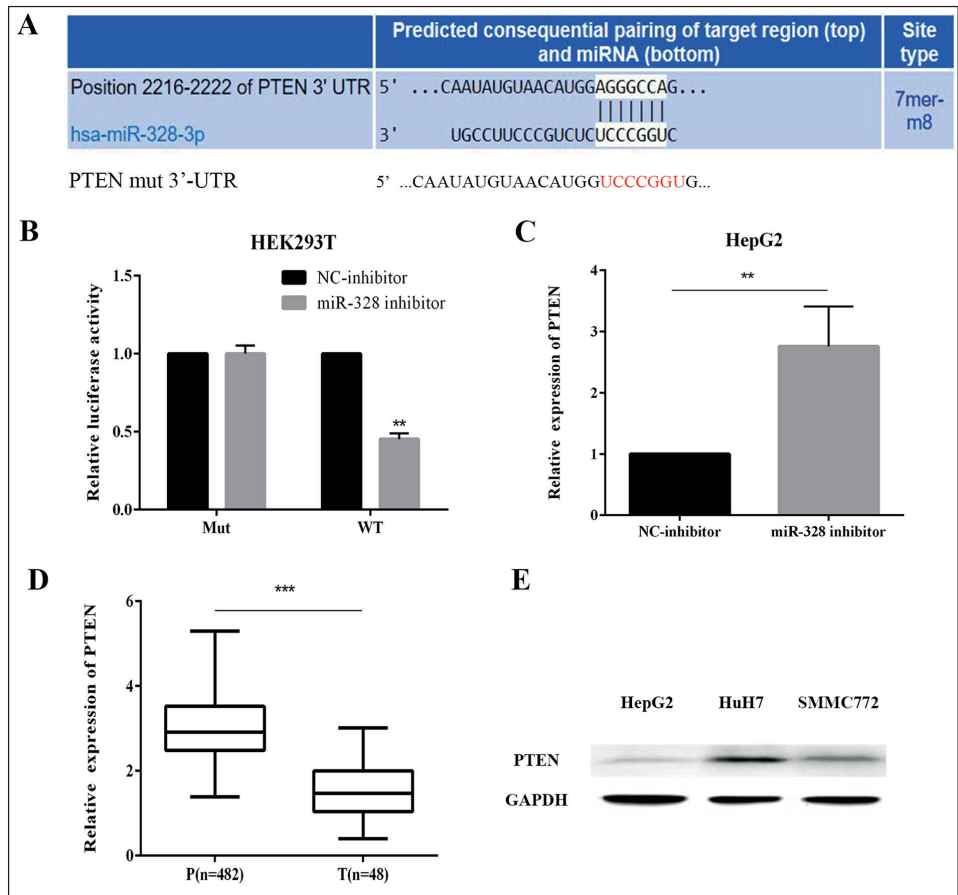 A
Predicted consequential pairing of target region (top)
and miRNA (bottom)
Site
type
Position 2216-2222 of PTEN 3' UTR 5' ...CAAUAUGUAACAUGGAGGGCCAG...
hsa-miR-328-3p 3' UGCCUUCCCGUCUCUCCCGGUC
7mer-
m8
PTEN mut 3'-UTR 5’ ...CAAUAUGUAACAUGGUCCCGGUG...
B
HEK293T
NC-inhibitor
miR-328 inhibitor
Relative luciferase activity
1.5
1.0
0.5
0.0
**
Mut WT
C
HepG2
**
Relative expression of PTEN
4
3
2
1
0
NC-inhibitor miR-328 inhibitor
D
***
Relative expression of PTEN
6
4
2
0
P(n=482) T(n=48)
E
HepG2 HuH7 SMMC772
PTEN
GAPDH